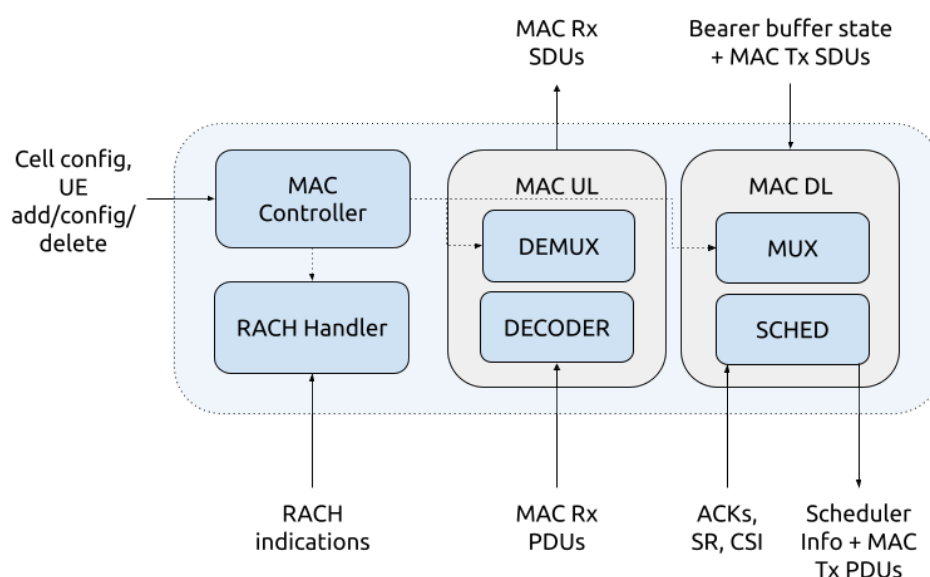 MAC Rx
SDUs
Bearer buffer state
+ MAC Tx SDUs
Cell config,
UE
add/config/
delete
MAC
Controller
RACH Handler
MAC UL
DEMUX
DECODER
MAC DL
MUX
SCHED
RACH
indications
MAC Rx
PDUs
ACKs,
SR, CSI
Scheduler
Info + MAC
Tx PDUs